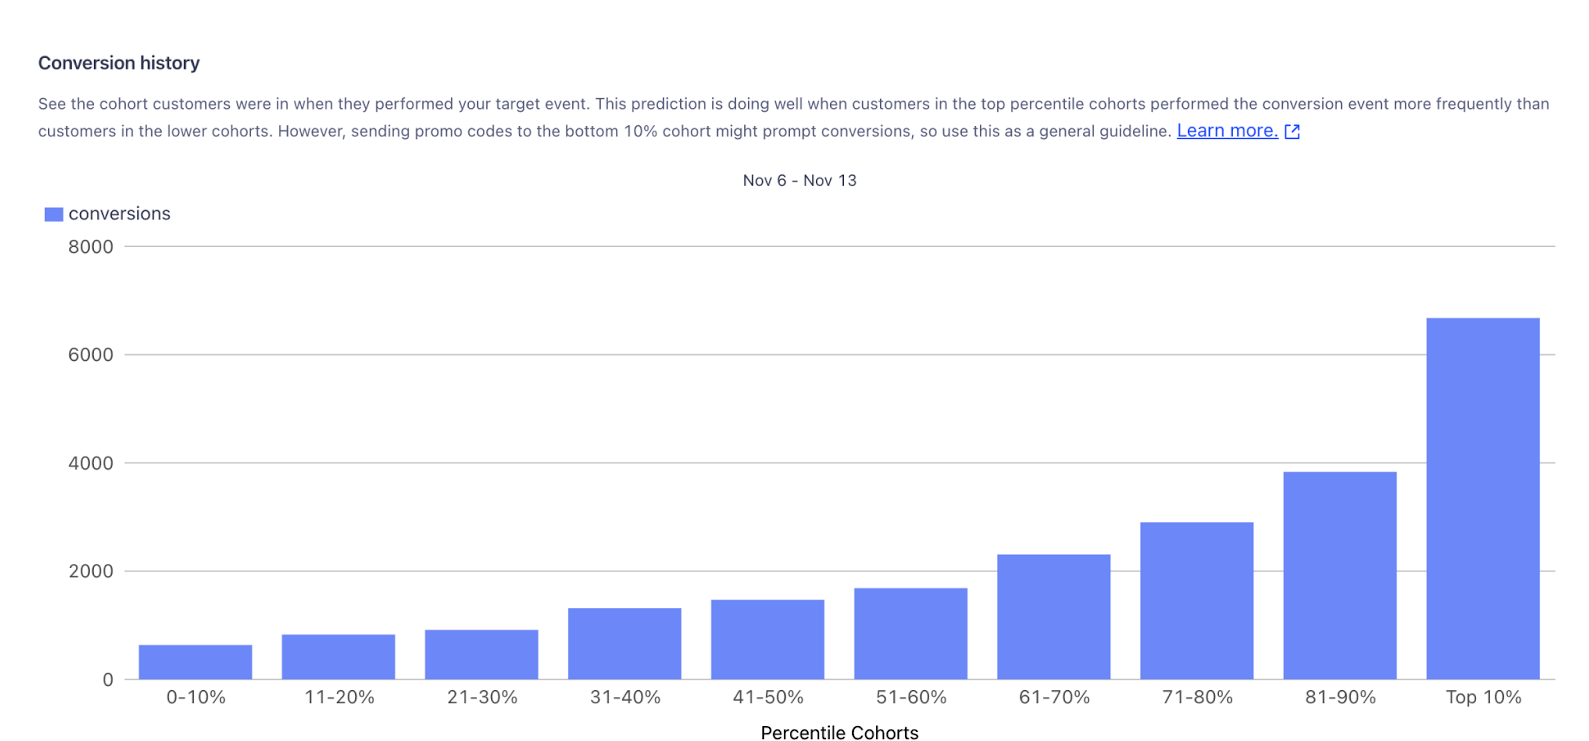 Conversion history
See the cohort customers were in when they performed your target event. This prediction is doing well when customers in the top percentile cohorts performed the conversion event more frequently than
customers in the lower cohorts. However, sending promo codes to the bottom 10% cohort might prompt conversions, so use this as a general guideline. Learn more.
Nov 6 - Nov 13
conversions
8000
6000
4000
2000
0
0-10% 11-20% 21-30% 31-40% 41-50% 51-60% 61-70% 71-80% 81-90% Top 10%
Percentile Cohorts